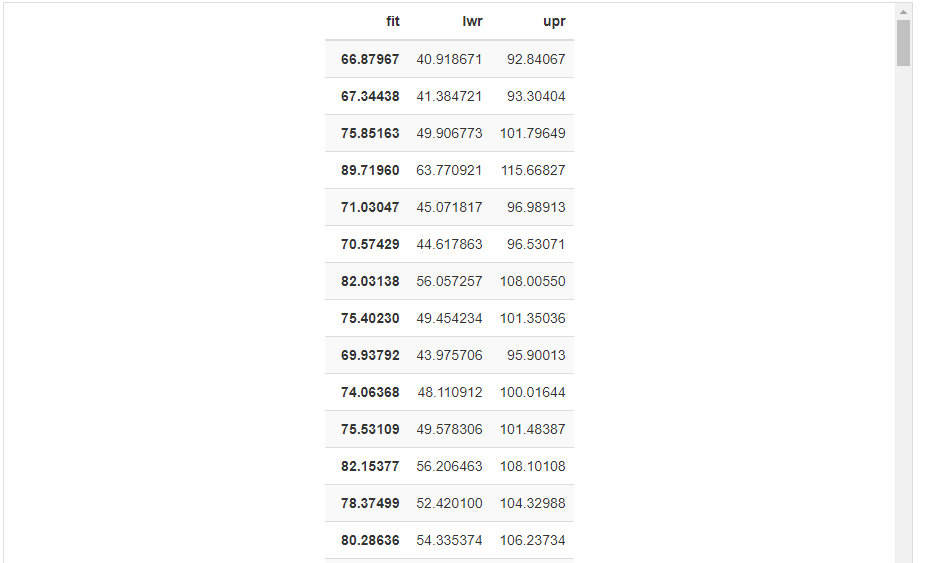 fit lwr upr
66.87967 40.918671 92.84067
67.34438 41.384721 93.30404
75.85163 49.906773 101.79649
89.71960 63.770921 115.66827
71.03047 45.071817 96.98913
70.57429 44.617863 96.53071
82.03138 56.057257 108.00550
75.40230 49.454234 101.35036
69.93792 43.975706 95.90013
74.06368 48.110912 100.01644
75.53109 49.578306 101.48387
82.15377 56.206463 108.10108
78.37499 52.420100 104.32988
80.28636 54.335374 106.23734